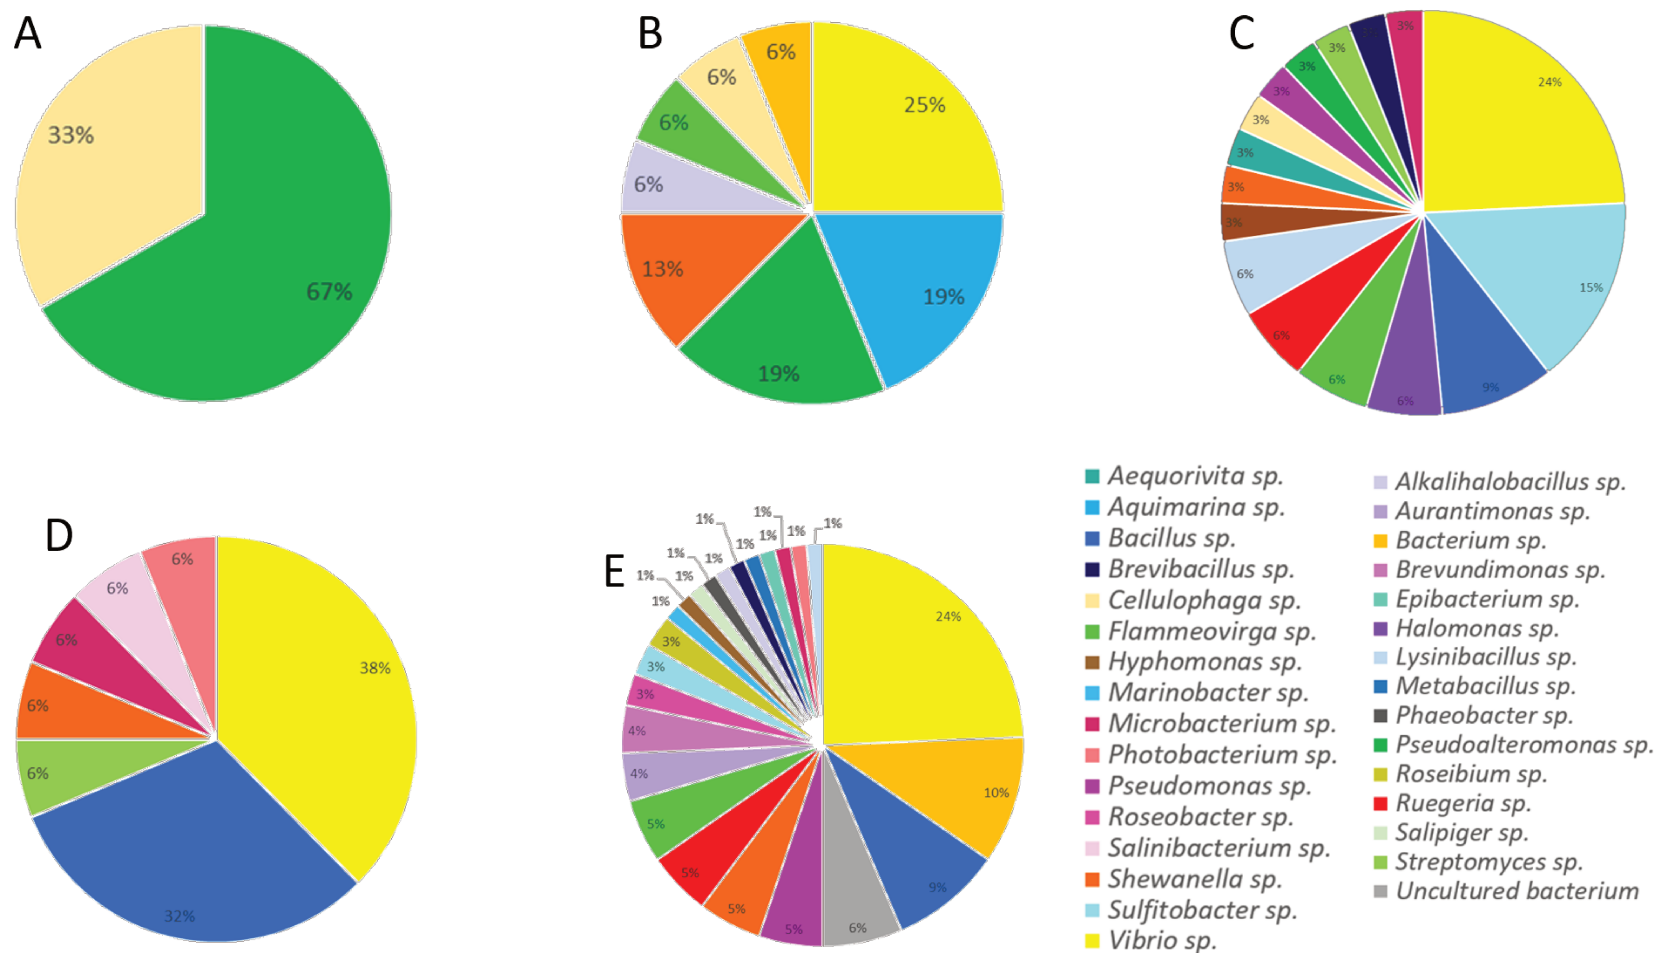 A
33%
67%
B
6%
6%
6%
6%
13%
19%
19%
25%
C
3%
3%
3%
3%
3%
3%
3%
3%
3%
6%
6%
6%
6%
9%
15%
24%
D
6%
6%
6%
6%
6%
32%
38%
E
1%
1%
1%
1%
1%
1%
1%
1%
1%
1%
1%
1%
3%
3%
3%
4%
4%
5%
5%
5%
5%
6%
9%
10%
24%
Aequorivita sp.
Aquimarina sp.
Bacillus sp.
Brevibacillus sp.
Cellulophaga sp.
Flammeovirga sp.
Hyphomonas sp.
Marinobacter sp.
Microbacterium sp.
Photobacterium sp.
Pseudomonas sp.
Roseobacter sp.
Salinibacterium sp.
Shewanella sp.
Sulfitobacter sp.
Vibrio sp.
Alkalihalobacillus sp.
Aurantimonas sp.
Bacterium sp.
Brevundimonas sp.
Epibacterium sp.
Halomonas sp.
Lysinibacillus sp.
Metabacillus sp.
Phaeobacter sp.
Pseudoalteromonas sp.
Roseibium sp.
Ruegeria sp.
Salipiger sp.
Streptomyces sp.
Uncultured bacterium